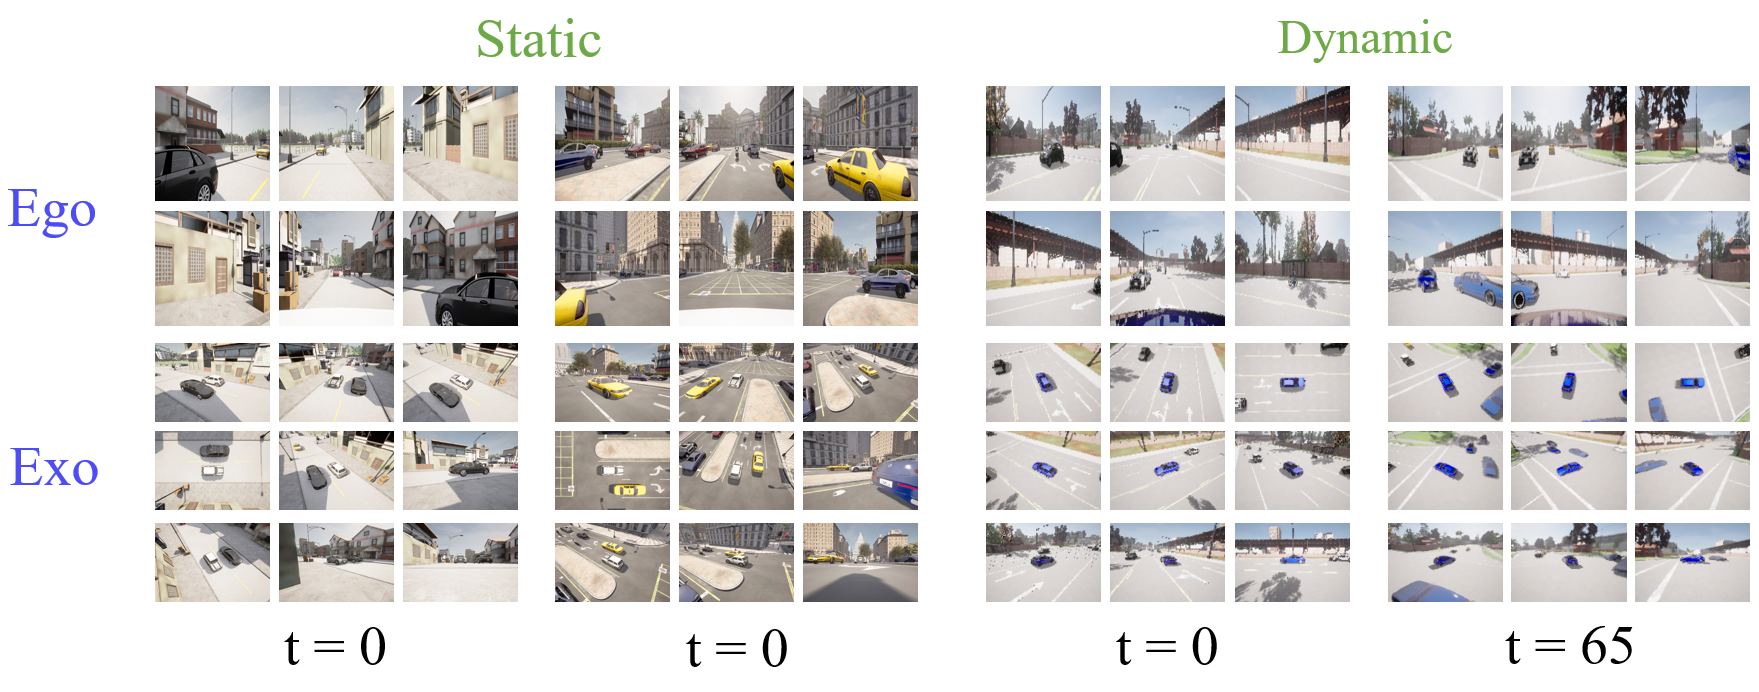 Static
Dynamic
Ego
Exo
t = 0
t = 0
t = 0
t = 65